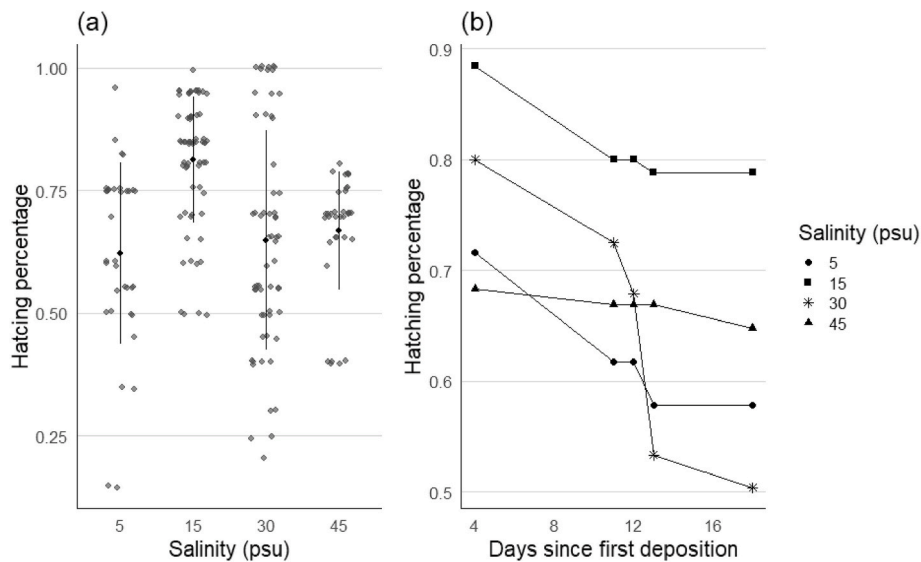 (a)
Hatcing percentage
1.00
0.75
0.50
0.25
5 15 30 45
Salinity (psu)
(b)
Hatching percentage
0.9
0.8
0.7
0.6
0.5
4 8 12 16
Days since first deposition
Salinity (psu)
5
15
30
45